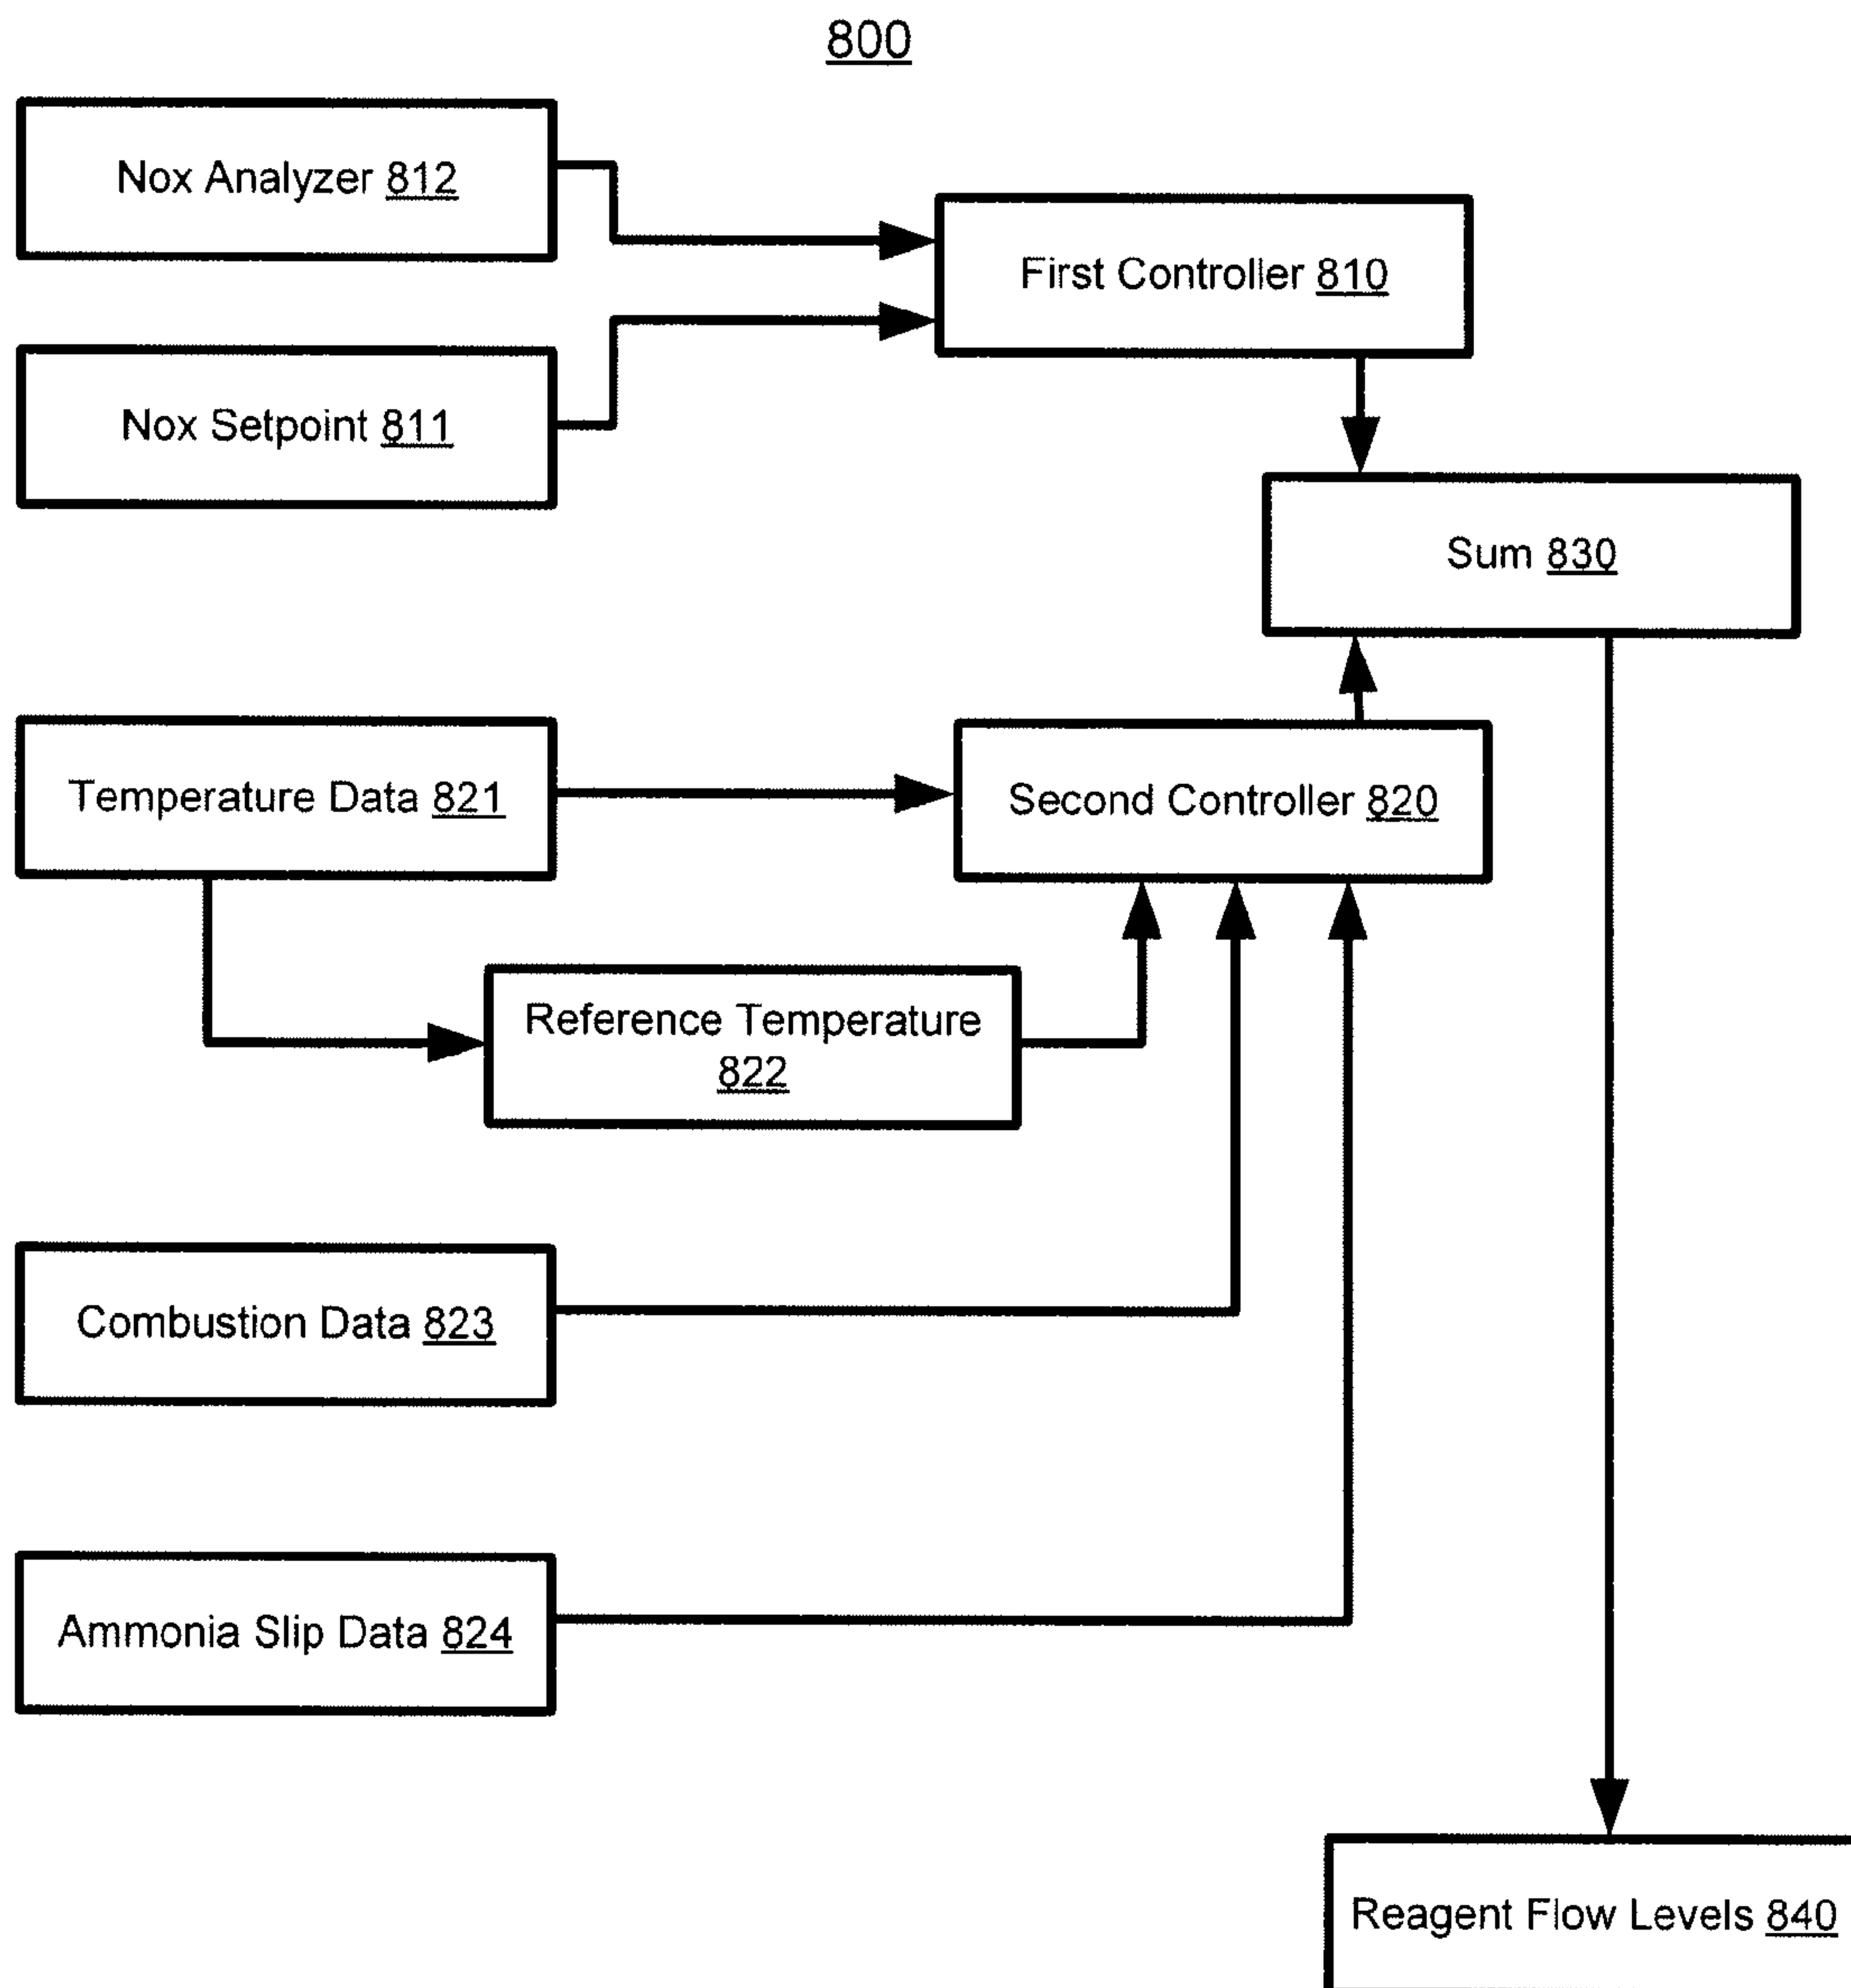 800
Nox Analyzer 812
First Controller 810
Nox Setpoint 811
Sum 830
Temperature Data 821
Second Controller 820
Reference Temperature
822
Combustion Data 823
Ammonia Slip Data 824
Reagent Flow Levels 840